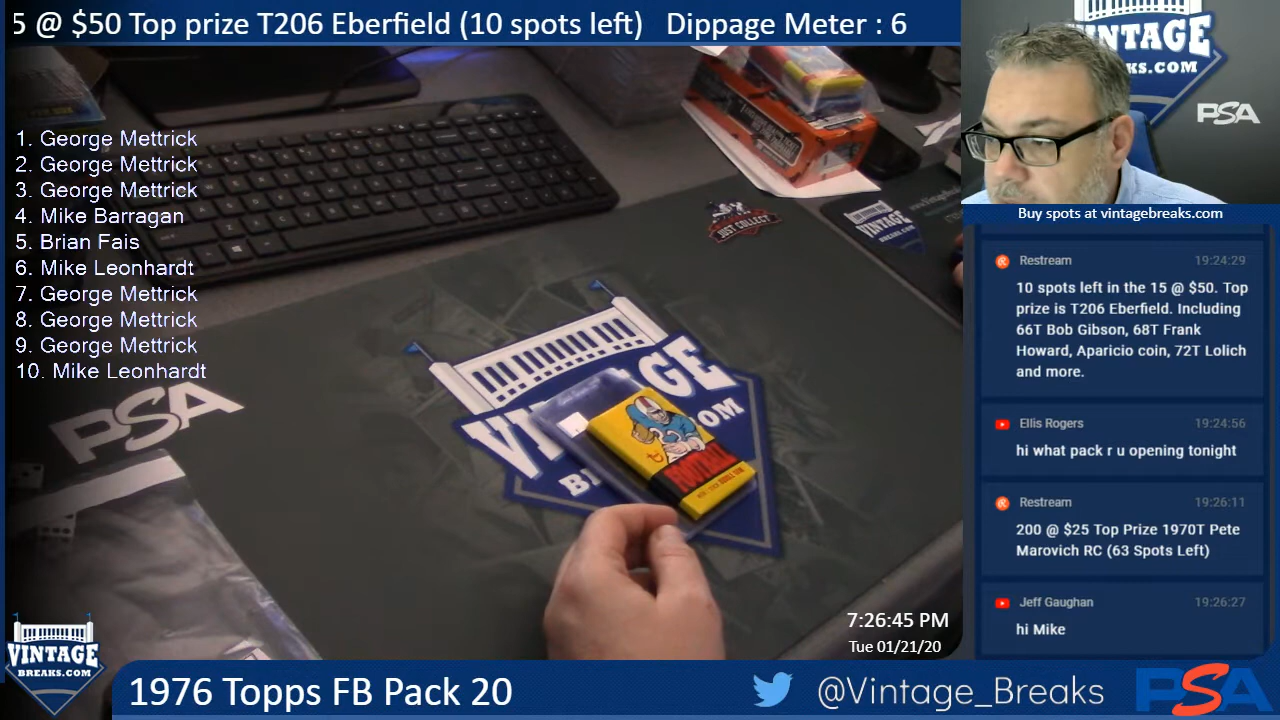 5 @ $50 Top prize T206 Eberfield (10 spots left) Dippage Meter : 6
1. George Mettrick
2. George Mettrick
3. George Mettrick
4. Mike Barragan
5. Brian Fais
6. Mike Leonhardt
7. George Mettrick
8. George Mettrick
9. George Mettrick
10. Mike Leonhardt
PSA
JUST COLLECT
VINTAGE
VINTAGE
KS.COM
PSA
Buy spots at vintagebreaks.com
Restream 19:24:29
10 spots left in the 15 @ $50. Top
prize is T206 Eberfield. Including
66T Bob Gibson, 68T Frank
Howard, Aparicio coin, 72T Lolich
and more.
Ellis Rogers 19:24:56
hi what pack r u opening tonight
Restream 19:26:11
200 @ $25 Top Prize 1970T Pete
Marovich RC (63 Spots Left)
Jeff Gaughan 19:26:27
hi Mike
7:26:45 PM
Tue 01/21/20
VINTAGE
BREAKS.COM
1976 Topps FB Pack 20
@Vintage_Breaks
PSA